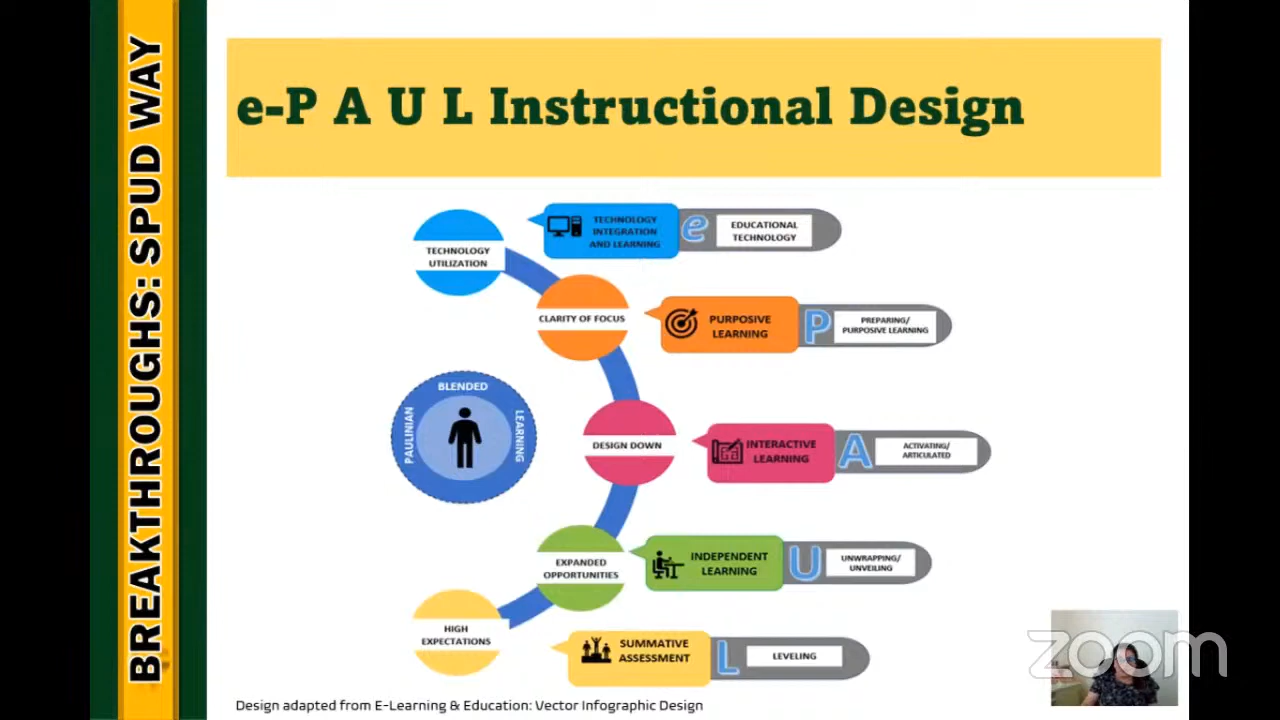 BREAKTHROUGHS: SPUD WAY
e-P A U L Instructional Design
TECHNOLOGY
UTILIZATION
TECHNOLOGY
INTEGRATION
AND LEARNING
e
EDUCATIONAL
TECHNOLOGY
CLARITY OF FOCUS
PURPOSIVE
LEARNING
P
PREPARING/
PURPOSIVE LEARNING
BLENDED
PAULINIAN
LEARNING
DESIGN DOWN
INTERACTIVE
LEARNING
A
ACTIVATING/
ARTICULATED
EXPANDED
OPPORTUNITIES
INDEPENDENT
LEARNING
U
UNWRAPPING/
UNVEILING
HIGH
EXPECTATIONS
SUMMATIVE
ASSESSMENT
L
LEVELING
zoom
Design adapted from E-Learning & Education: Vector Infographic Design